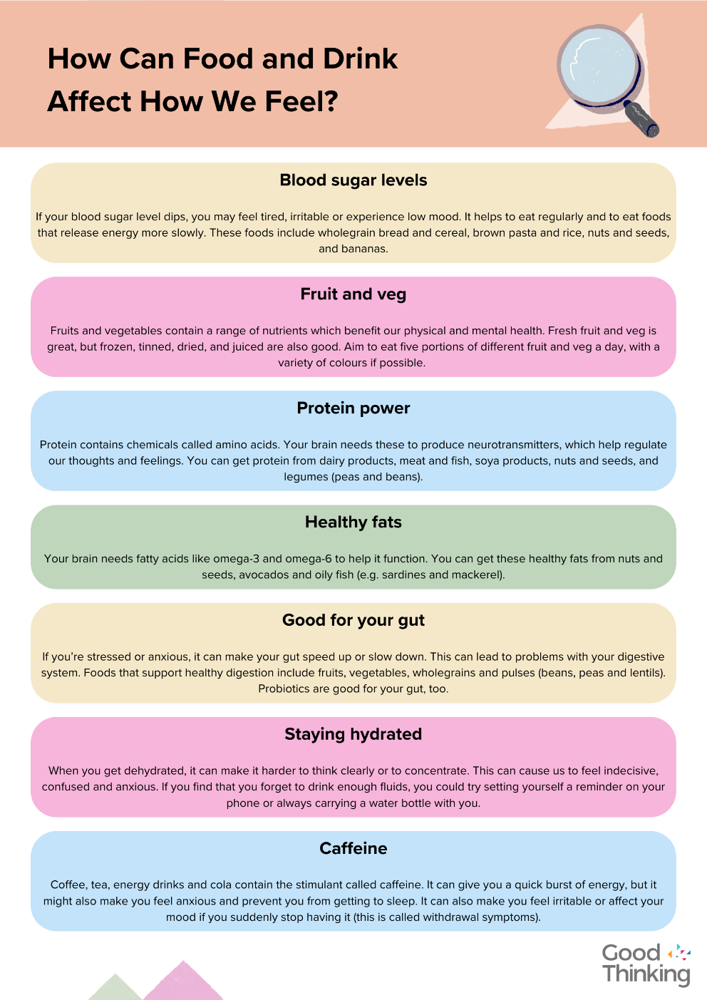 How Can Food and Drink
Affect How We Feel?
Blood sugar levels
If your blood sugar level dips, you may feel tired, irritable or experience low mood. It helps to eat regularly and to eat foods
that release energy more slowly. These foods include wholegrain bread and cereal, brown pasta and rice, nuts and seeds,
and bananas.
Fruit and veg
Fruits and vegetables contain a range of nutrients which benefit our physical and mental health. Fresh fruit and veg is
great, but frozen, tinned, dried, and juiced are also good. Aim to eat five portions of different fruit and veg a day, with a
variety of colours if possible.
Protein power
Protein contains chemicals called amino acids. Your brain needs these to produce neurotransmitters, which help regulate
our thoughts and feelings. You can get protein from dairy products, meat and fish, soya products, nuts and seeds, and
legumes (peas and beans).
Healthy fats
Your brain needs fatty acids like omega-3 and omega-6 to help it function. You can get these healthy fats from nuts and
seeds, avocados and oily fish (e.g. sardines and mackerel).
Good for your gut
If you’re stressed or anxious, it can make your gut speed up or slow down. This can lead to problems with your digestive
system. Foods that support healthy digestion include fruits, vegetables, wholegrains and pulses (beans, peas and lentils).
Probiotics are good for your gut, too.
Staying hydrated
When you get dehydrated, it can make it harder to think clearly or to concentrate. This can cause us to feel indecisive,
confused and anxious. If you find that you forget to drink enough fluids, you could try setting yourself a reminder on your
phone or always carrying a water bottle with you.
Caffeine
Coffee, tea, energy drinks and cola contain the stimulant called caffeine. It can give you a quick burst of energy, but it
might also make you feel anxious and prevent you from getting to sleep. It can also make you feel irritable or affect your
mood if you suddenly stop having it (this is called withdrawal symptoms).
Good
Thinking